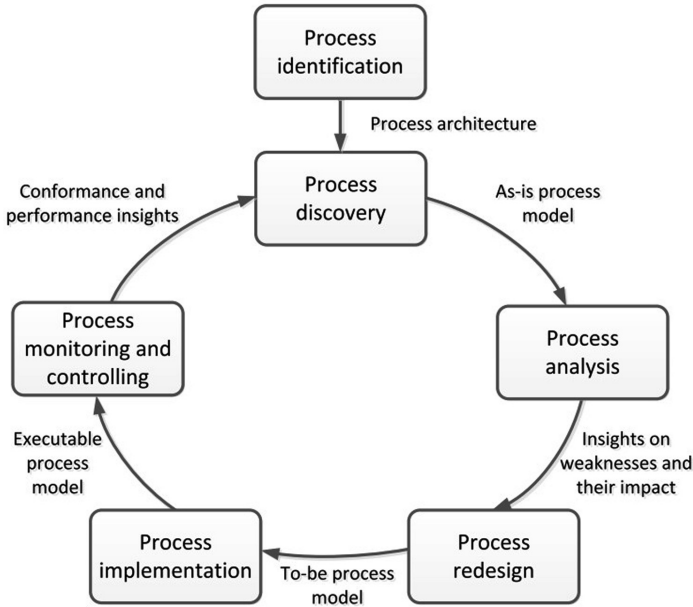 Process
identification
Process architecture
Process
discovery
Conformance and
performance insights
As-is process
model
Process
monitoring and
controlling
Process
analysis
Executable
process
model
Insights on
weaknesses and
their impact
Process
implementation
To-be process
model
Process
redesign